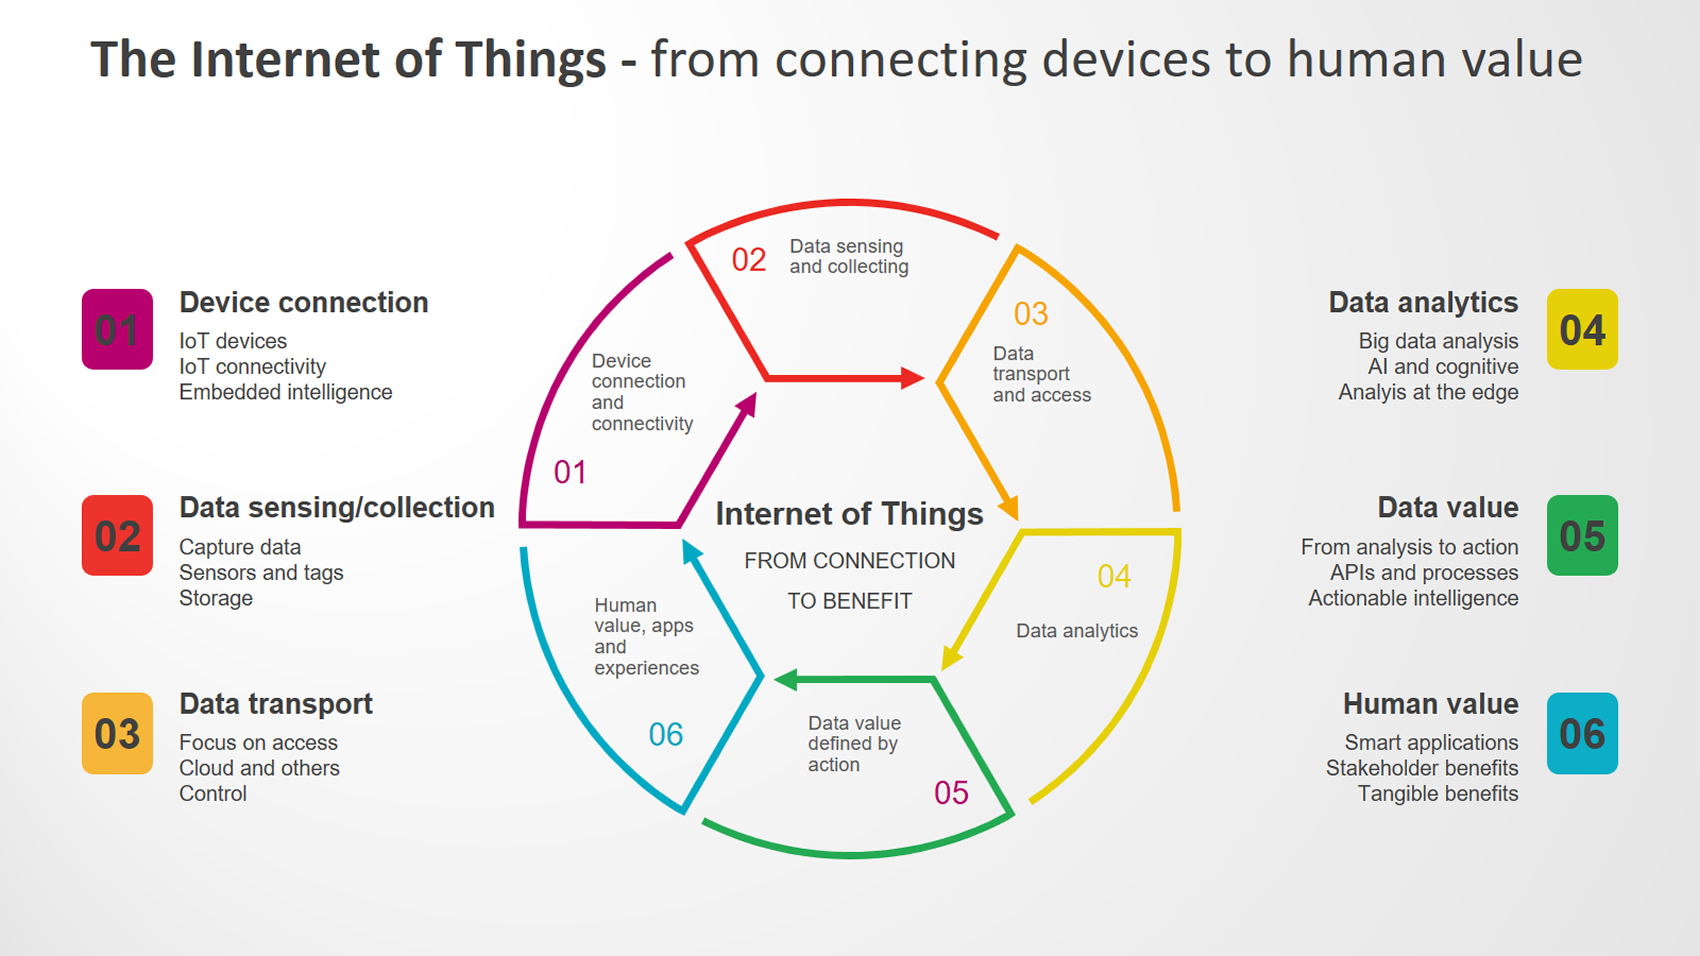 The Internet of Things - from connecting devices to human value
01
Device connection
IoT devices
IoT connectivity
Embedded intelligence
02
Data sensing/collection
Capture data
Sensors and tags
Storage
03
Data transport
Focus on access
Cloud and others
Control
Device
connection
and
connectivity
01
02
Data sensing
and collecting
03
Data
transport
and access
04
Data analytics
Data value
defined by
action
05
Human
value, apps
and
experiences
06
Internet of Things
FROM CONNECTION
TO BENEFIT
Data analytics
04
Big data analysis
AI and cognitive
Analyis at the edge
Data value
05
From analysis to action
APIs and processes
Actionable intelligence
Human value
06
Smart applications
Stakeholder benefits
Tangible benefits